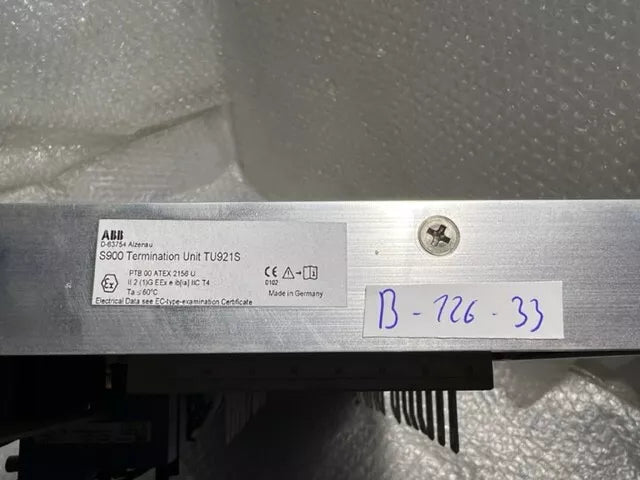 ABB
D-63754 Alzenau
S900 Termination Unit TU921S
PTB 00 ATEX 2156 U
II 2 (1)G EEx e ib[ia] IIC T4
Ta ≤ 60°C
Electrical Data see EC-type-examination Certificate
CE
0102
Made in Germany
B - 126 - 33